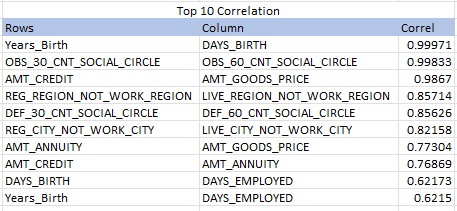 Top 10 Correlation
Rows Column Correl
Years_Birth DAYS_BIRTH 0.99971
OBS_30_CNT_SOCIAL_CIRCLE OBS_60_CNT_SOCIAL_CIRCLE 0.99833
AMT_CREDIT AMT_GOODS_PRICE 0.9867
REG_REGION_NOT_WORK_REGION LIVE_REGION_NOT_WORK_REGION 0.85714
DEF_30_CNT_SOCIAL_CIRCLE DEF_60_CNT_SOCIAL_CIRCLE 0.85626
REG_CITY_NOT_WORK_CITY LIVE_CITY_NOT_WORK_CITY 0.82158
AMT_ANNUITY AMT_GOODS_PRICE 0.77304
AMT_CREDIT AMT_ANNUITY 0.76869
DAYS_BIRTH DAYS_EMPLOYED 0.62173
Years_Birth DAYS_EMPLOYED 0.6215